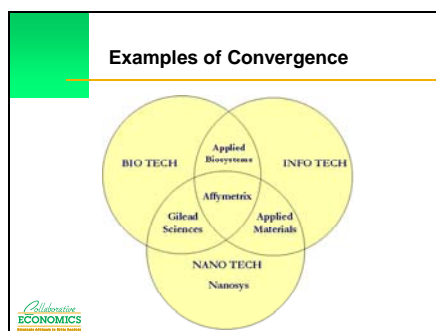 Examples of Convergence
Applied
Biosystems
BIO TECH
INFO TECH
Affymetrix
Gilead
Sciences
Applied
Materials
NANO TECH
Nanosys
Collaborative
ECONOMICS